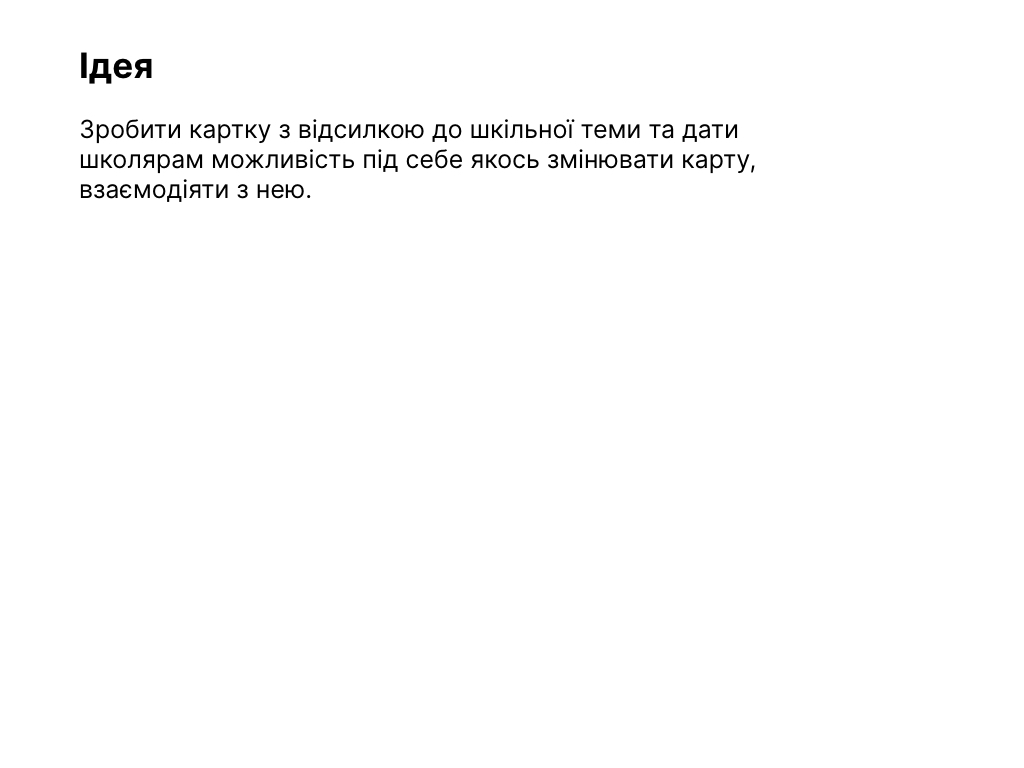 Ідея
Зробити картку з відсилкою до шкільної теми та дати
школярам можливість під себе якось змінювати карту,
взаємодіяти з нею.